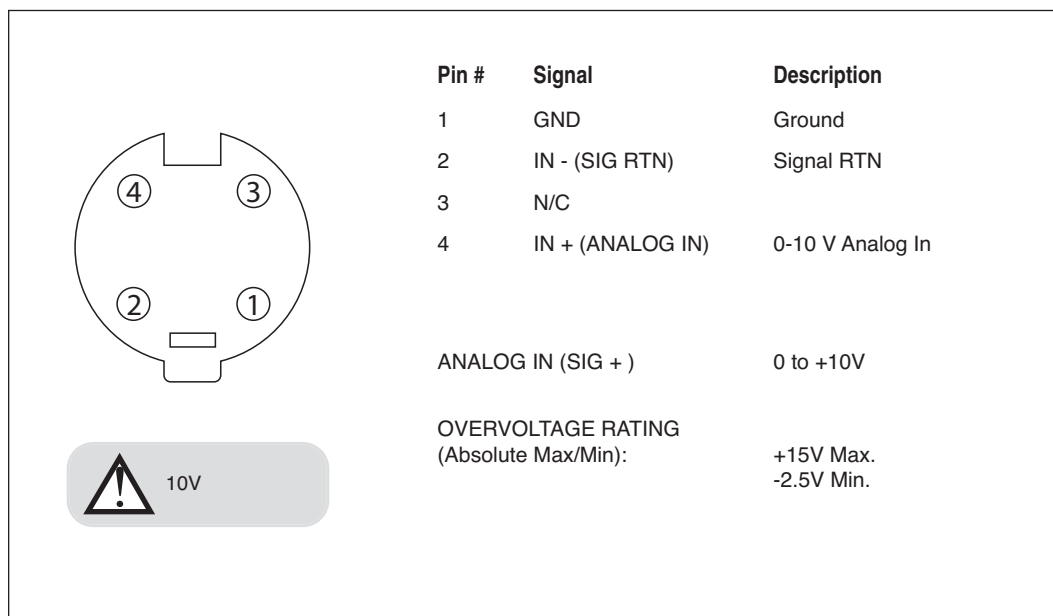 Pin # Signal Description
1 GND Ground
2 IN - (SIG RTN) Signal RTN
3 N/C
4 IN + (ANALOG IN) 0-10 V Analog In
4 3
2 1
ANALOG IN (SIG + ) 0 to +10V
OVERVOLTAGE RATING
(Absolute Max/Min): +15V Max.
-2.5V Min.
10V